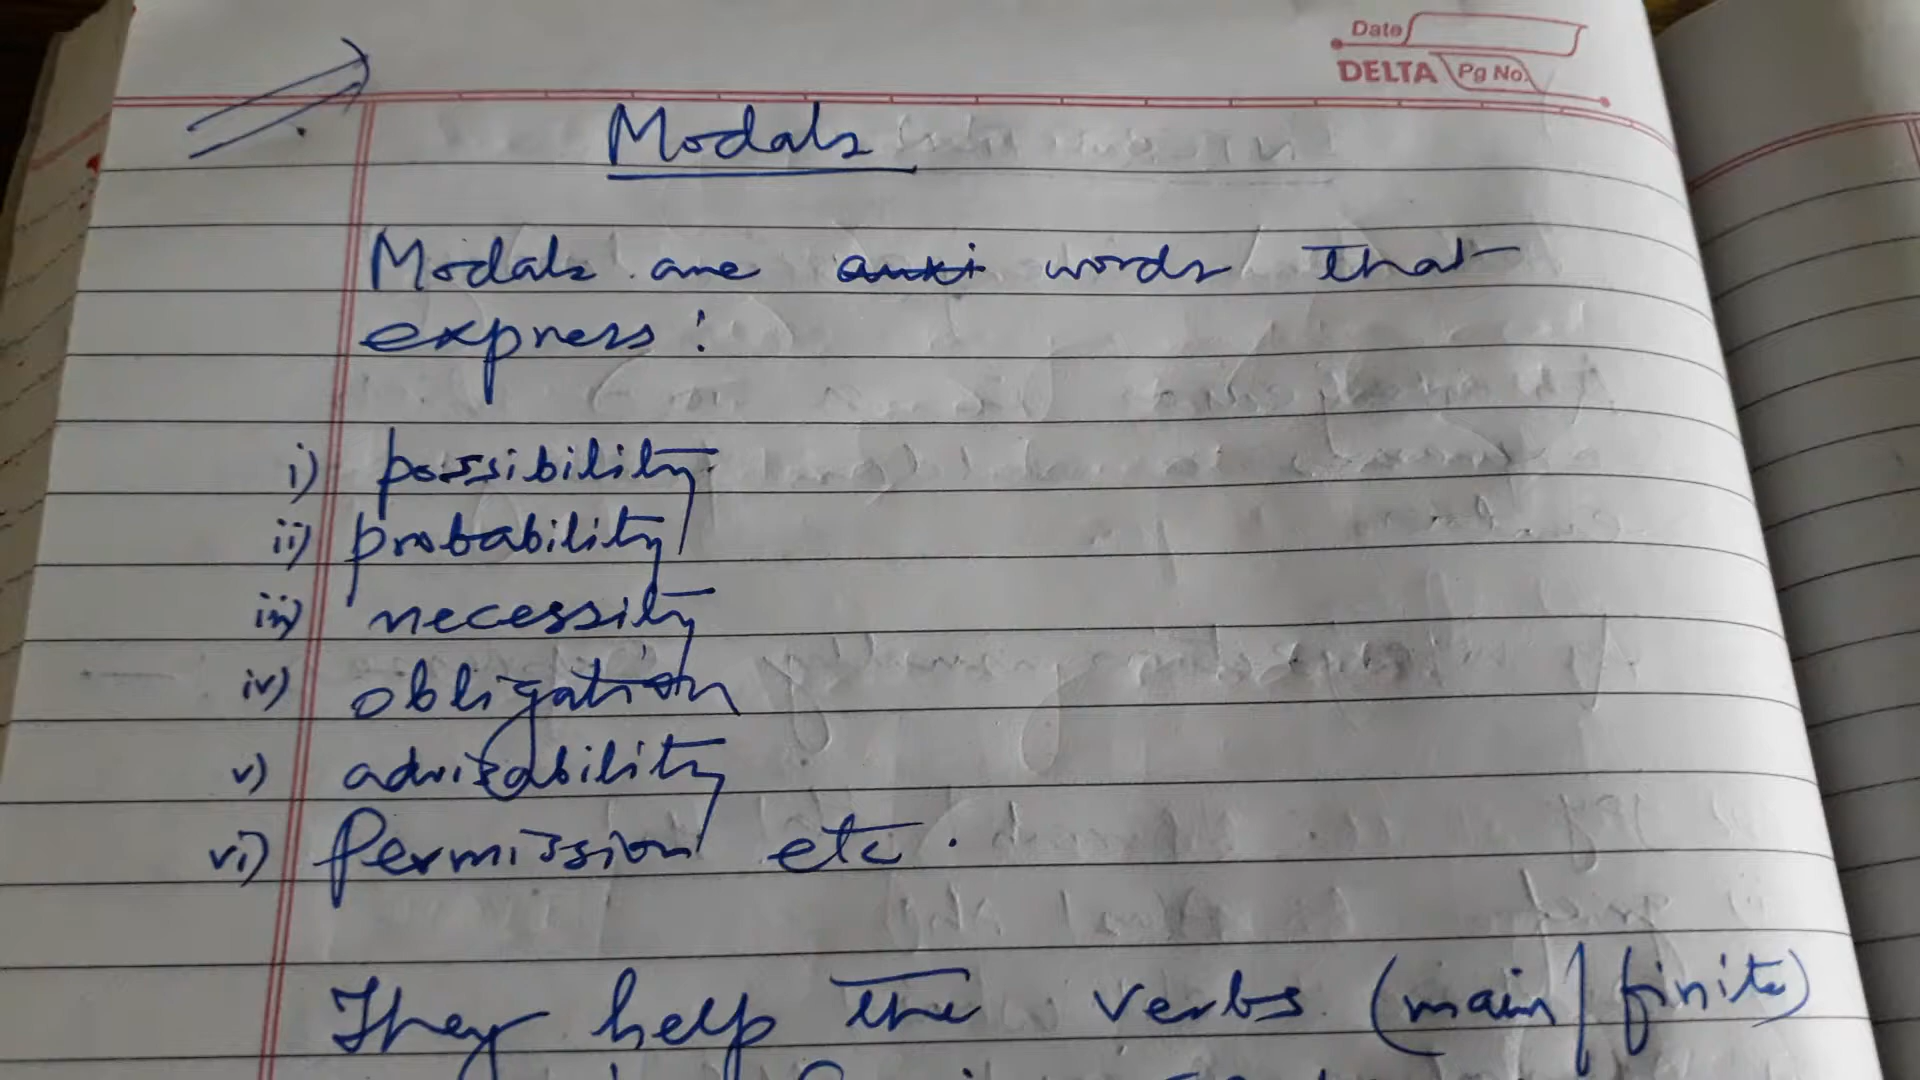 Date
DELTA Pg No.
Modals
Modals are words that
express:
i) possibility
ii) probability
iii) necessity
iv) obligation
v) advisability
vi) Permission etc.
They help the verbs (main/finite)